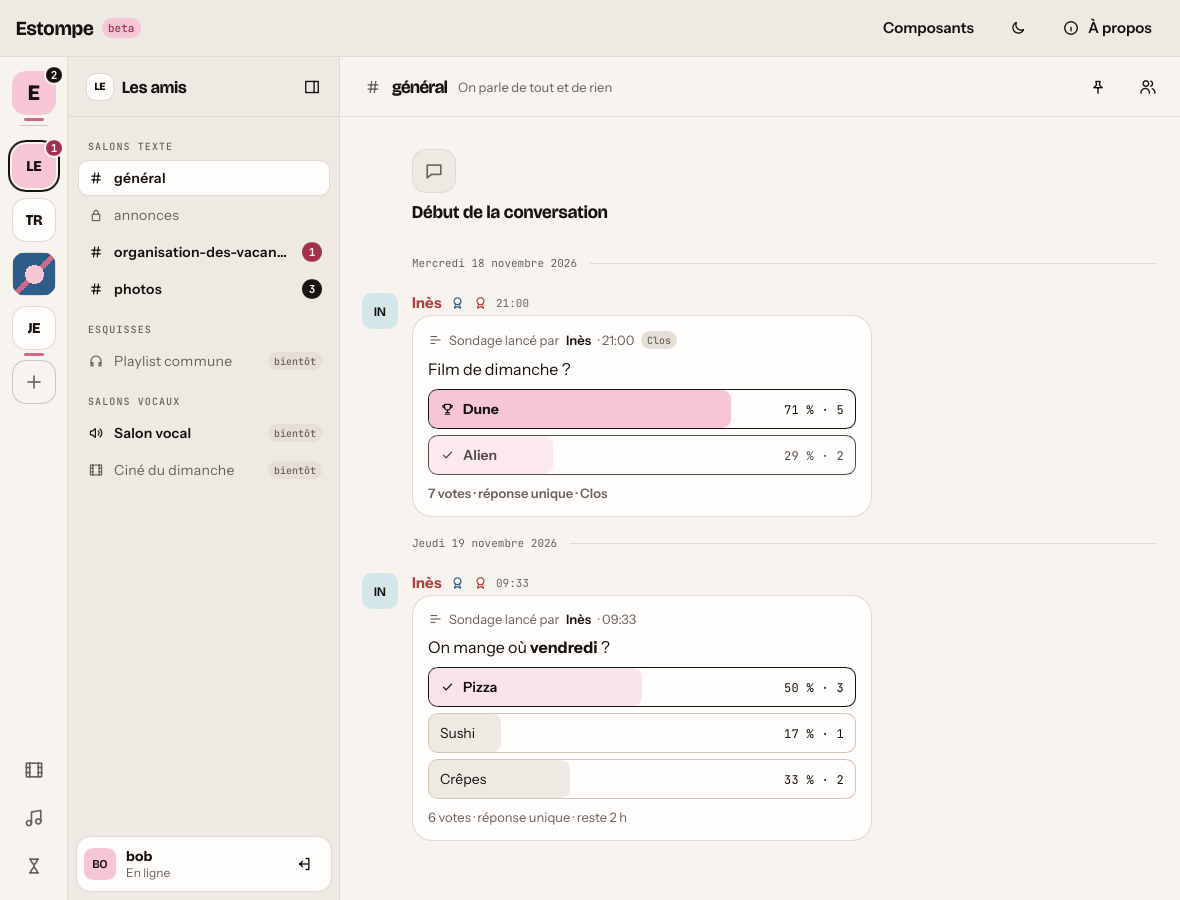 Estompe beta
Composants
À propos
E
2
LE
1
TR
JE
LE Les amis
SALONS TEXTE
# général
annonces
# organisation-des-vacan… 1
# photos 3
ESQUISSES
Playlist commune bientôt
SALONS VOCAUX
Salon vocal bientôt
Ciné du dimanche bientôt
BO
bob
En ligne
# général On parle de tout et de rien
Début de la conversation
Mercredi 18 novembre 2026
IN
Inès 21:00
Sondage lancé par Inès · 21:00 Clos
Film de dimanche ?
Dune 71 % · 5
Alien 29 % · 2
7 votes · réponse unique · Clos
Jeudi 19 novembre 2026
IN
Inès 09:33
Sondage lancé par Inès · 09:33
On mange où vendredi ?
Pizza 50 % · 3
Sushi 17 % · 1
Crêpes 33 % · 2
6 votes · réponse unique · reste 2 h